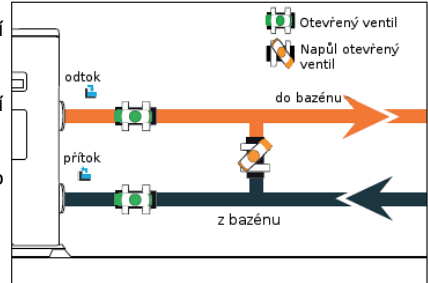 Otevřený ventil
Napůl otevřený
ventil
odtok
do bazénu
přítok
z bazénu